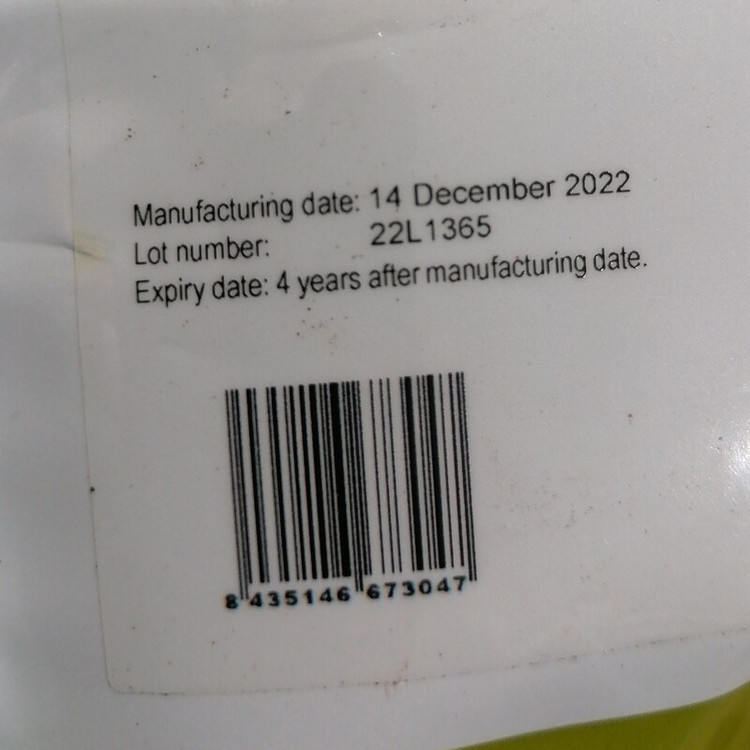 Manufacturing date: 14 December 2022
Lot number: 22L1365
Expiry date: 4 years after manufacturing date.
8 435146 673047